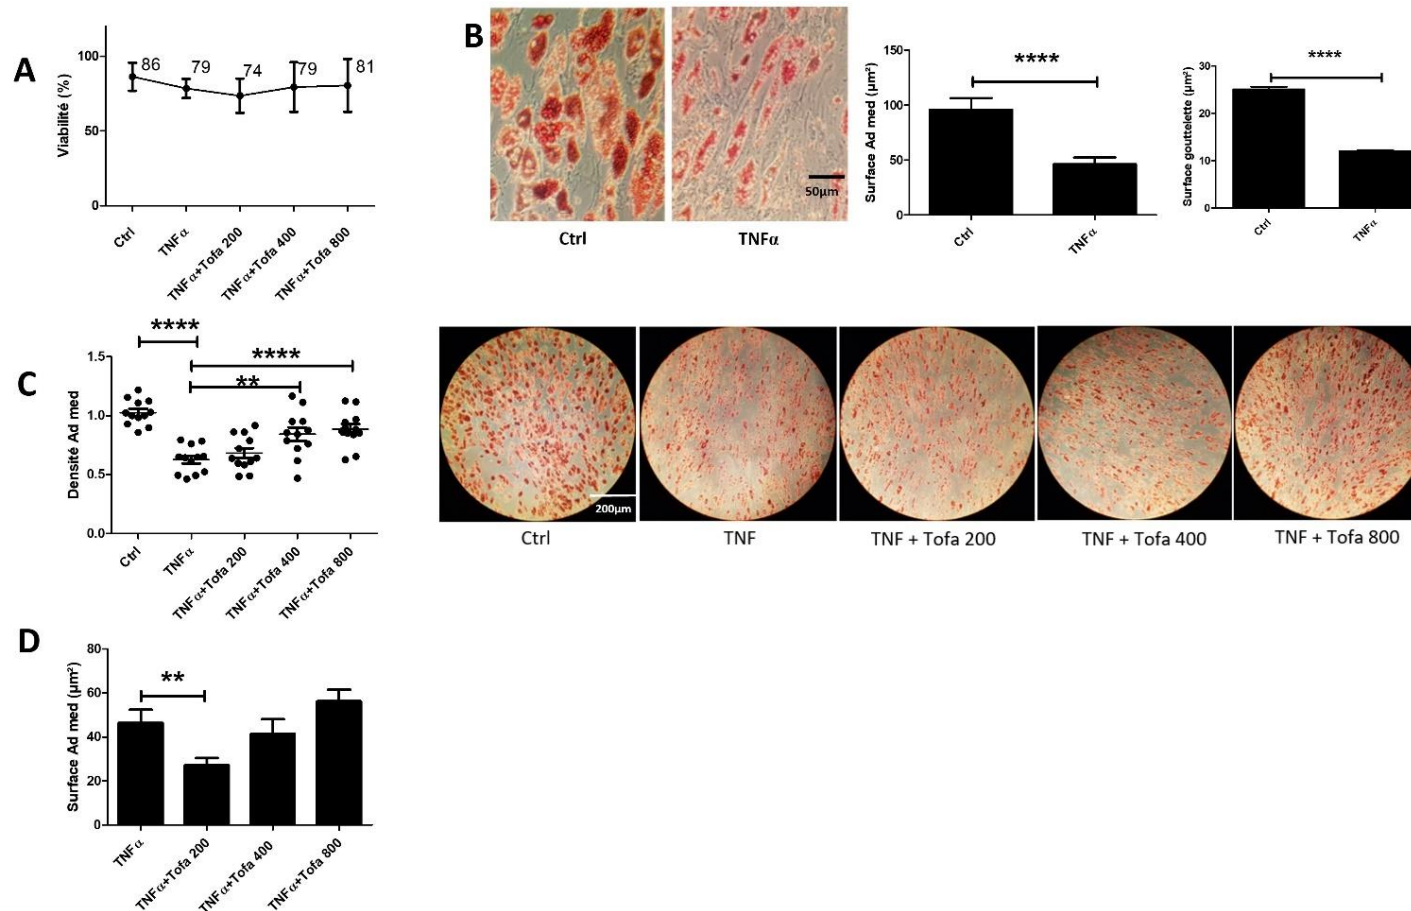 A
Viabilité (%)
100
50
0
86
79
74
79
81
Ctrl
TNFα
TNFα+Tofa 200
TNFα+Tofa 400
TNFα+Tofa 800
B
50µm
Ctrl
TNFα
Surface Ad med (µm²)
150
100
50
0
****
Ctrl
TNFα
Surface gouttelette (µm²)
30
20
10
0
****
Ctrl
TNFα
C
Densité Ad med
1.5
1.0
0.5
0.0
****
****
**
Ctrl
TNFα
TNFα+Tofa 200
TNFα+Tofa 400
TNFα+Tofa 800
200µm
Ctrl
TNF
TNF + Tofa 200
TNF + Tofa 400
TNF + Tofa 800
D
Surface Ad med (µm²)
80
60
40
20
0
**
TNFα
TNFα+Tofa 200
TNFα+Tofa 400
TNFα+Tofa 800